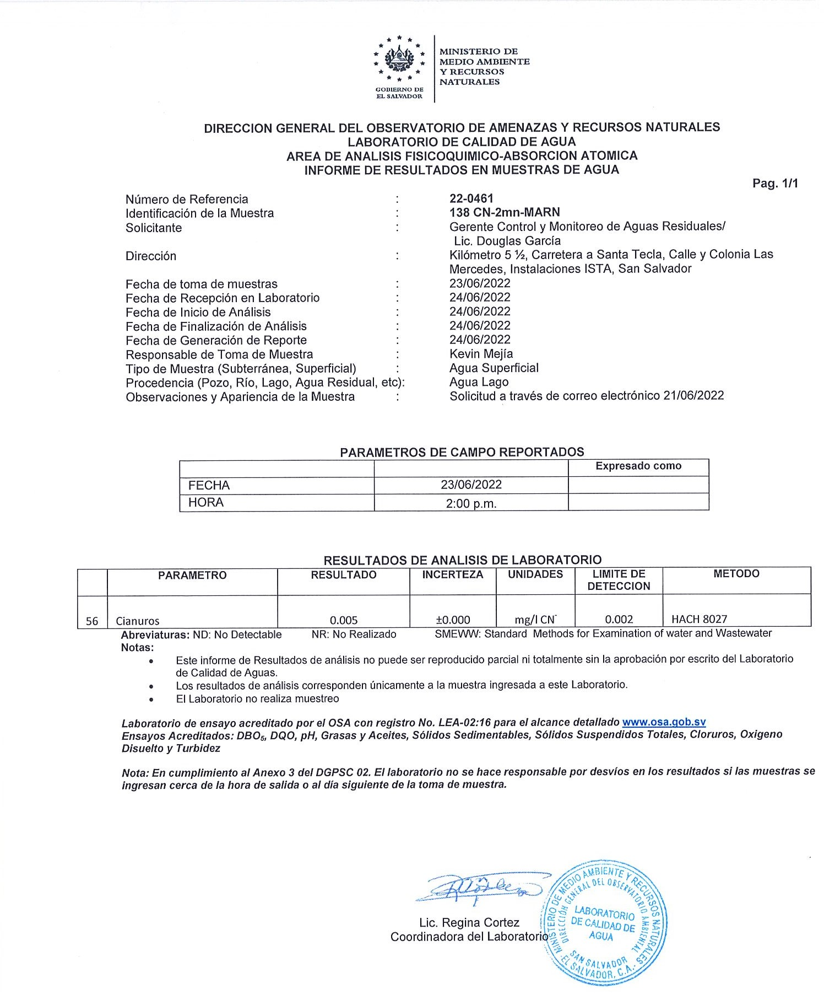 GOBIERNO DE
EL SALVADOR
MINISTERIO DE
MEDIO AMBIENTE
Y RECURSOS
NATURALES
DIRECCION GENERAL DEL OBSERVATORIO DE AMENAZAS Y RECURSOS NATURALES
LABORATORIO DE CALIDAD DE AGUA
AREA DE ANALISIS FISICOQUIMICO-ABSORCION ATOMICA
INFORME DE RESULTADOS EN MUESTRAS DE AGUA
Pag. 1/1
Número de Referencia : 22-0461
Identificación de la Muestra : 138 CN-2mn-MARN
Solicitante : Gerente Control y Monitoreo de Aguas Residuales/
Lic. Douglas García
Dirección : Kilómetro 5 ½, Carretera a Santa Tecla, Calle y Colonia Las
Mercedes, Instalaciones ISTA, San Salvador
Fecha de toma de muestras : 23/06/2022
Fecha de Recepción en Laboratorio : 24/06/2022
Fecha de Inicio de Análisis : 24/06/2022
Fecha de Finalización de Análisis : 24/06/2022
Fecha de Generación de Reporte : 24/06/2022
Responsable de Toma de Muestra : Kevin Mejía
Tipo de Muestra (Subterránea, Superficial) : Agua Superficial
Procedencia (Pozo, Río, Lago, Agua Residual, etc): Agua Lago
Observaciones y Apariencia de la Muestra : Solicitud a través de correo electrónico 21/06/2022
PARAMETROS DE CAMPO REPORTADOS
Expresado como
FECHA 23/06/2022
HORA 2:00 p.m.
RESULTADOS DE ANALISIS DE LABORATORIO
PARAMETRO RESULTADO INCERTEZA UNIDADES LIMITE DE DETECCION METODO
56 Cianuros 0.005 ±0.000 mg/l CN⁻ 0.002 HACH 8027
Abreviaturas: ND: No Detectable NR: No Realizado SMEWW: Standard Methods for Examination of water and Wastewater
Notas:
• Este informe de Resultados de análisis no puede ser reproducido parcial ni totalmente sin la aprobación por escrito del Laboratorio
de Calidad de Aguas.
• Los resultados de análisis corresponden únicamente a la muestra ingresada a este Laboratorio.
• El Laboratorio no realiza muestreo
Laboratorio de ensayo acreditado por el OSA con registro No. LEA-02:16 para el alcance detallado www.osa.gob.sv
Ensayos Acreditados: DBO₅, DQO, pH, Grasas y Aceites, Sólidos Sedimentables, Sólidos Suspendidos Totales, Cloruros, Oxigeno
Disuelto y Turbidez
Nota: En cumplimiento al Anexo 3 del DGPSC 02. El laboratorio no se hace responsable por desvíos en los resultados si las muestras se
ingresan cerca de la hora de salida o al día siguiente de la toma de muestra.
Lic. Regina Cortez
Coordinadora del Laboratorio
MINISTERIO DE MEDIO AMBIENTE Y RECURSOS NATURALES
DIRECCIÓN GENERAL DEL OBSERVATORIO AMBIENTAL
LABORATORIO
DE CALIDAD DE
AGUA
SAN SALVADOR
EL SALVADOR, C.A.